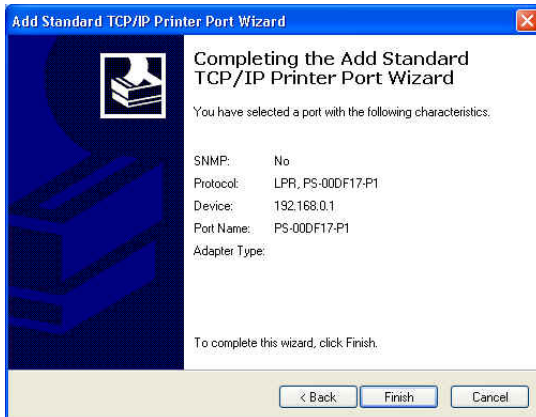 Add Standard TCP/IP Printer Port Wizard
Completing the Add Standard
TCP/IP Printer Port Wizard
You have selected a port with the following characteristics.
SNMP: No
Protocol: LPR, PS-00DF17-P1
Device: 192.168.0.1
Port Name: PS-00DF17-P1
Adapter Type:
To complete this wizard, click Finish.
< Back Finish Cancel